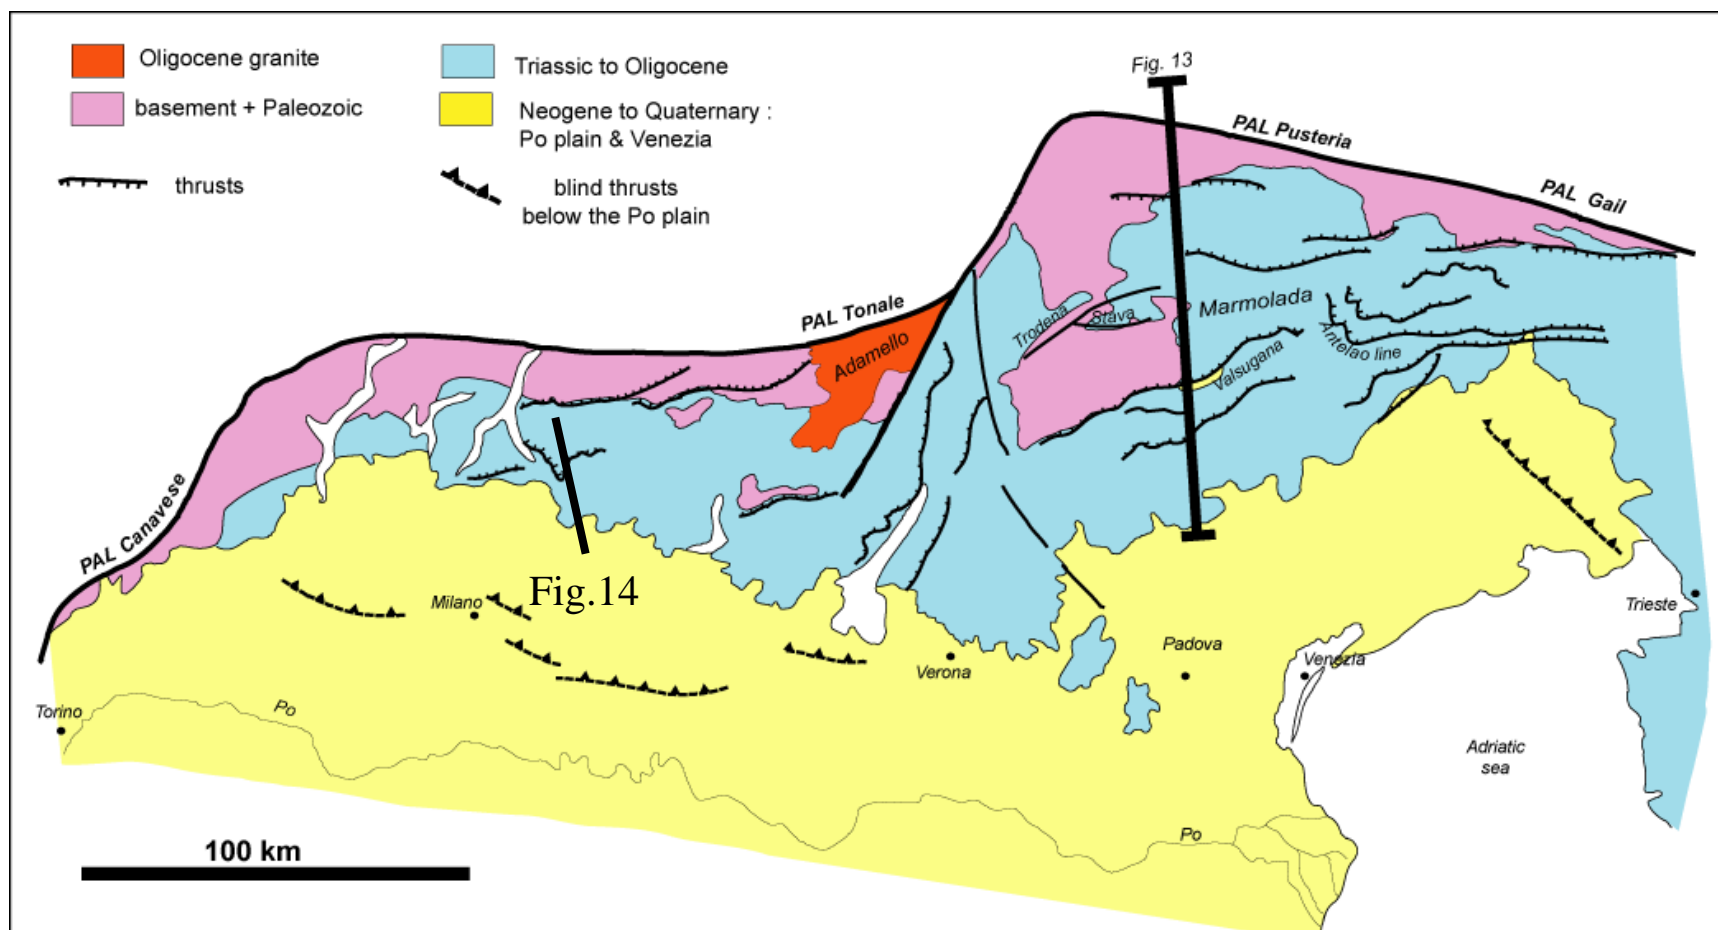 Oligocene granite
basement + Paleozoic
thrusts
Triassic to Oligocene
Neogene to Quaternary :
Po plain & Venezia
blind thrusts
below the Po plain
Fig. 13
PAL Pusteria
PAL Gail
PAL Tonale
Adamello
Trodena
Stava
Marmolada
Valsugana
Antelao line
PAL Canavese
Fig.14
Milano
Verona
Padova
Venezia
Trieste
Torino
Po
Adriatic
sea
Po
100 km